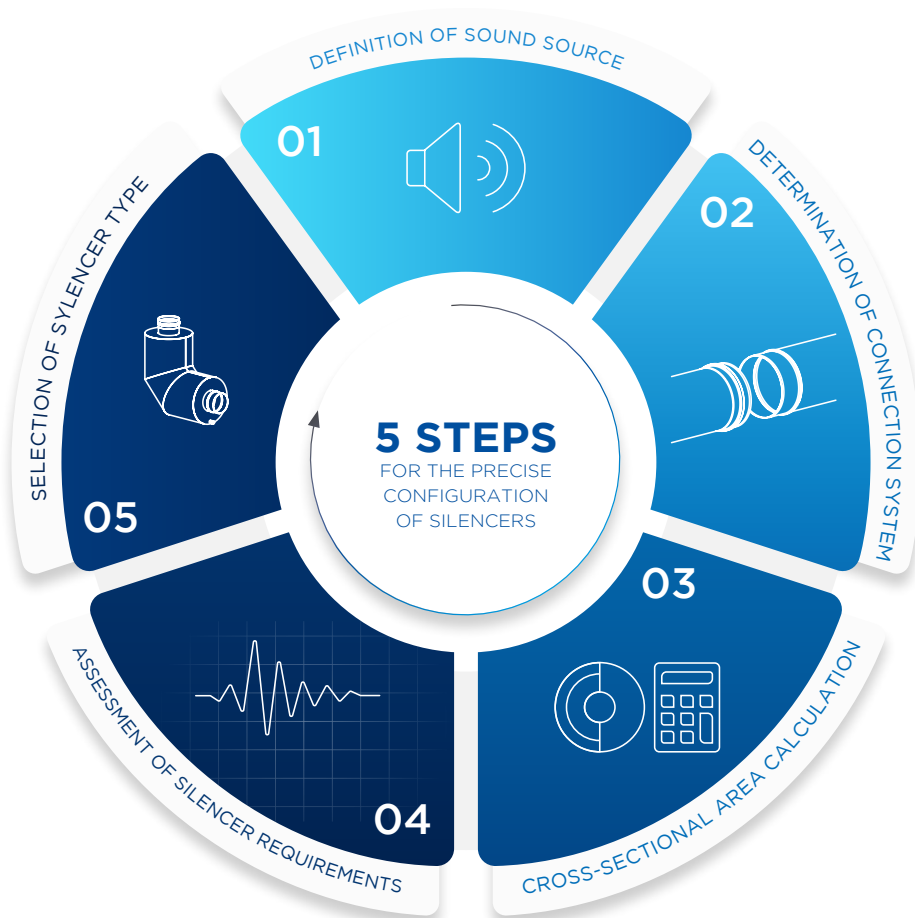 5 STEPS
FOR THE PRECISE
CONFIGURATION
OF SILENCERS
01
DEFINITION OF SOUND SOURCE
02
DETERMINATION OF CONNECTION SYSTEM
03
CROSS-SECTIONAL AREA CALCULATION
04
ASSESSMENT OF SILENCER REQUIREMENTS
05
SELECTION OF SYLENCER TYPE